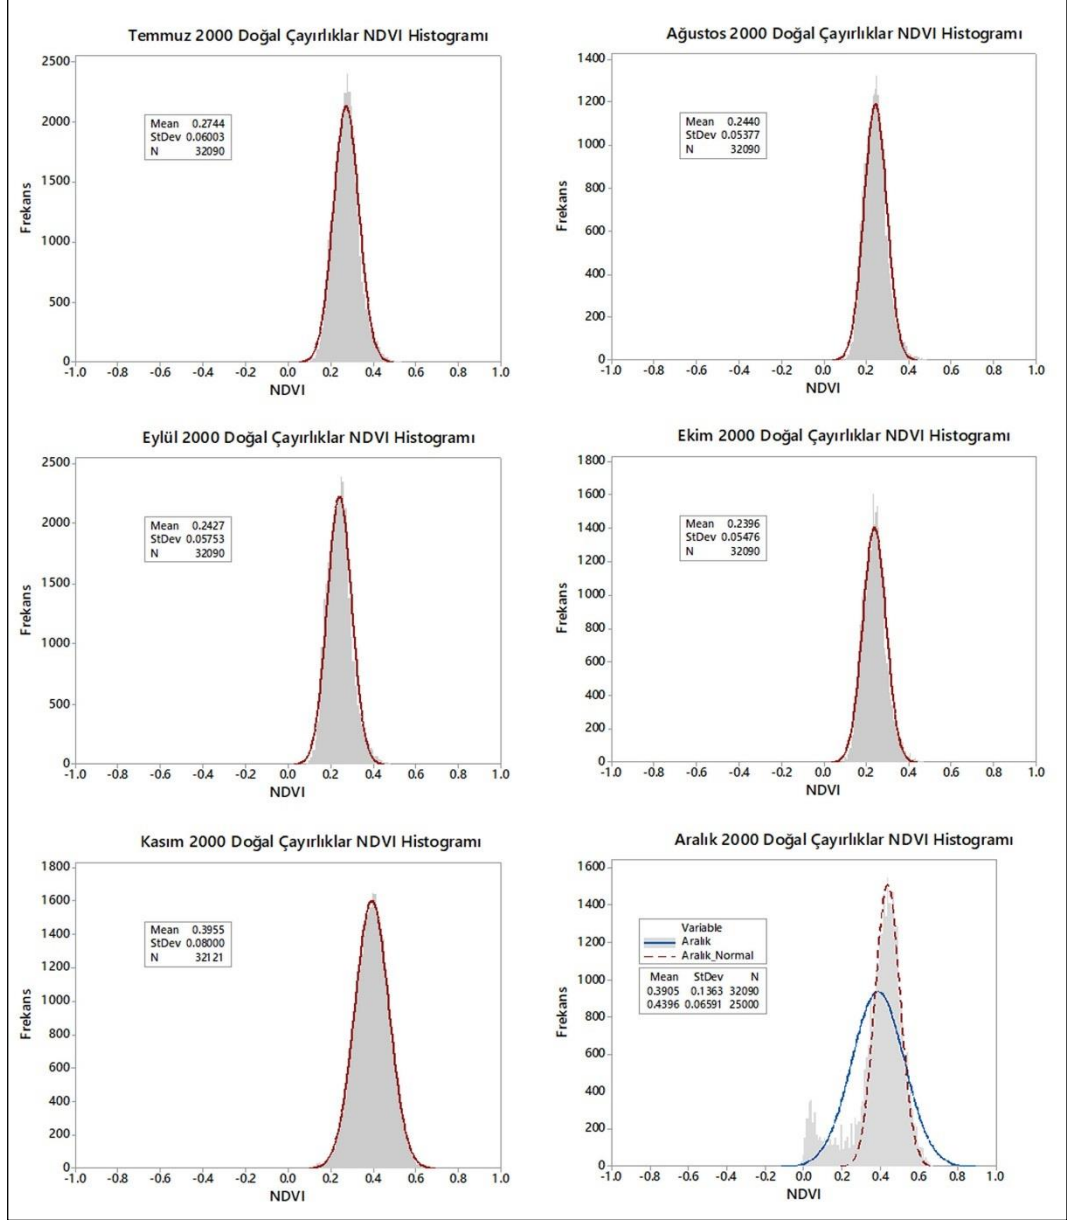 Temmuz 2000 Doğal Çayırlıklar NDVI Histogramı
2500
2000
1500
1000
500
0
Frekans
Mean 0.2744
StDev 0.06003
N 32090
-1.0 -0.8 -0.6 -0.4 -0.2 0.0 0.2 0.4 0.6 0.8 1.0
NDVI
Ağustos 2000 Doğal Çayırlıklar NDVI Histogramı
1400
1200
1000
800
600
400
200
0
Frekans
Mean 0.2440
StDev 0.05377
N 32090
-1.0 -0.8 -0.6 -0.4 -0.2 0.0 0.2 0.4 0.6 0.8 1.0
NDVI
Eylül 2000 Doğal Çayırlıklar NDVI Histogramı
2500
2000
1500
1000
500
0
Frekans
Mean 0.2427
StDev 0.05753
N 32090
-1.0 -0.8 -0.6 -0.4 -0.2 0.0 0.2 0.4 0.6 0.8 1.0
NDVI
Ekim 2000 Doğal Çayırlıklar NDVI Histogramı
1800
1600
1400
1200
1000
800
600
400
200
0
Frekans
Mean 0.2396
StDev 0.05476
N 32090
-1.0 -0.8 -0.6 -0.4 -0.2 0.0 0.2 0.4 0.6 0.8 1.0
NDVI
Kasım 2000 Doğal Çayırlıklar NDVI Histogramı
1800
1600
1400
1200
1000
800
600
400
200
0
Frekans
Mean 0.3955
StDev 0.08000
N 32121
-1.0 -0.8 -0.6 -0.4 -0.2 0.0 0.2 0.4 0.6 0.8 1.0
NDVI
Aralık 2000 Doğal Çayırlıklar NDVI Histogramı
1600
1400
1200
1000
800
600
400
200
0
Frekans
Variable
Aralık
Aralık_Normal
Mean StDev N
0.3905 0.1363 32090
0.4396 0.06591 25000
-1.0 -0.8 -0.6 -0.4 -0.2 0.0 0.2 0.4 0.6 0.8 1.0
NDVI